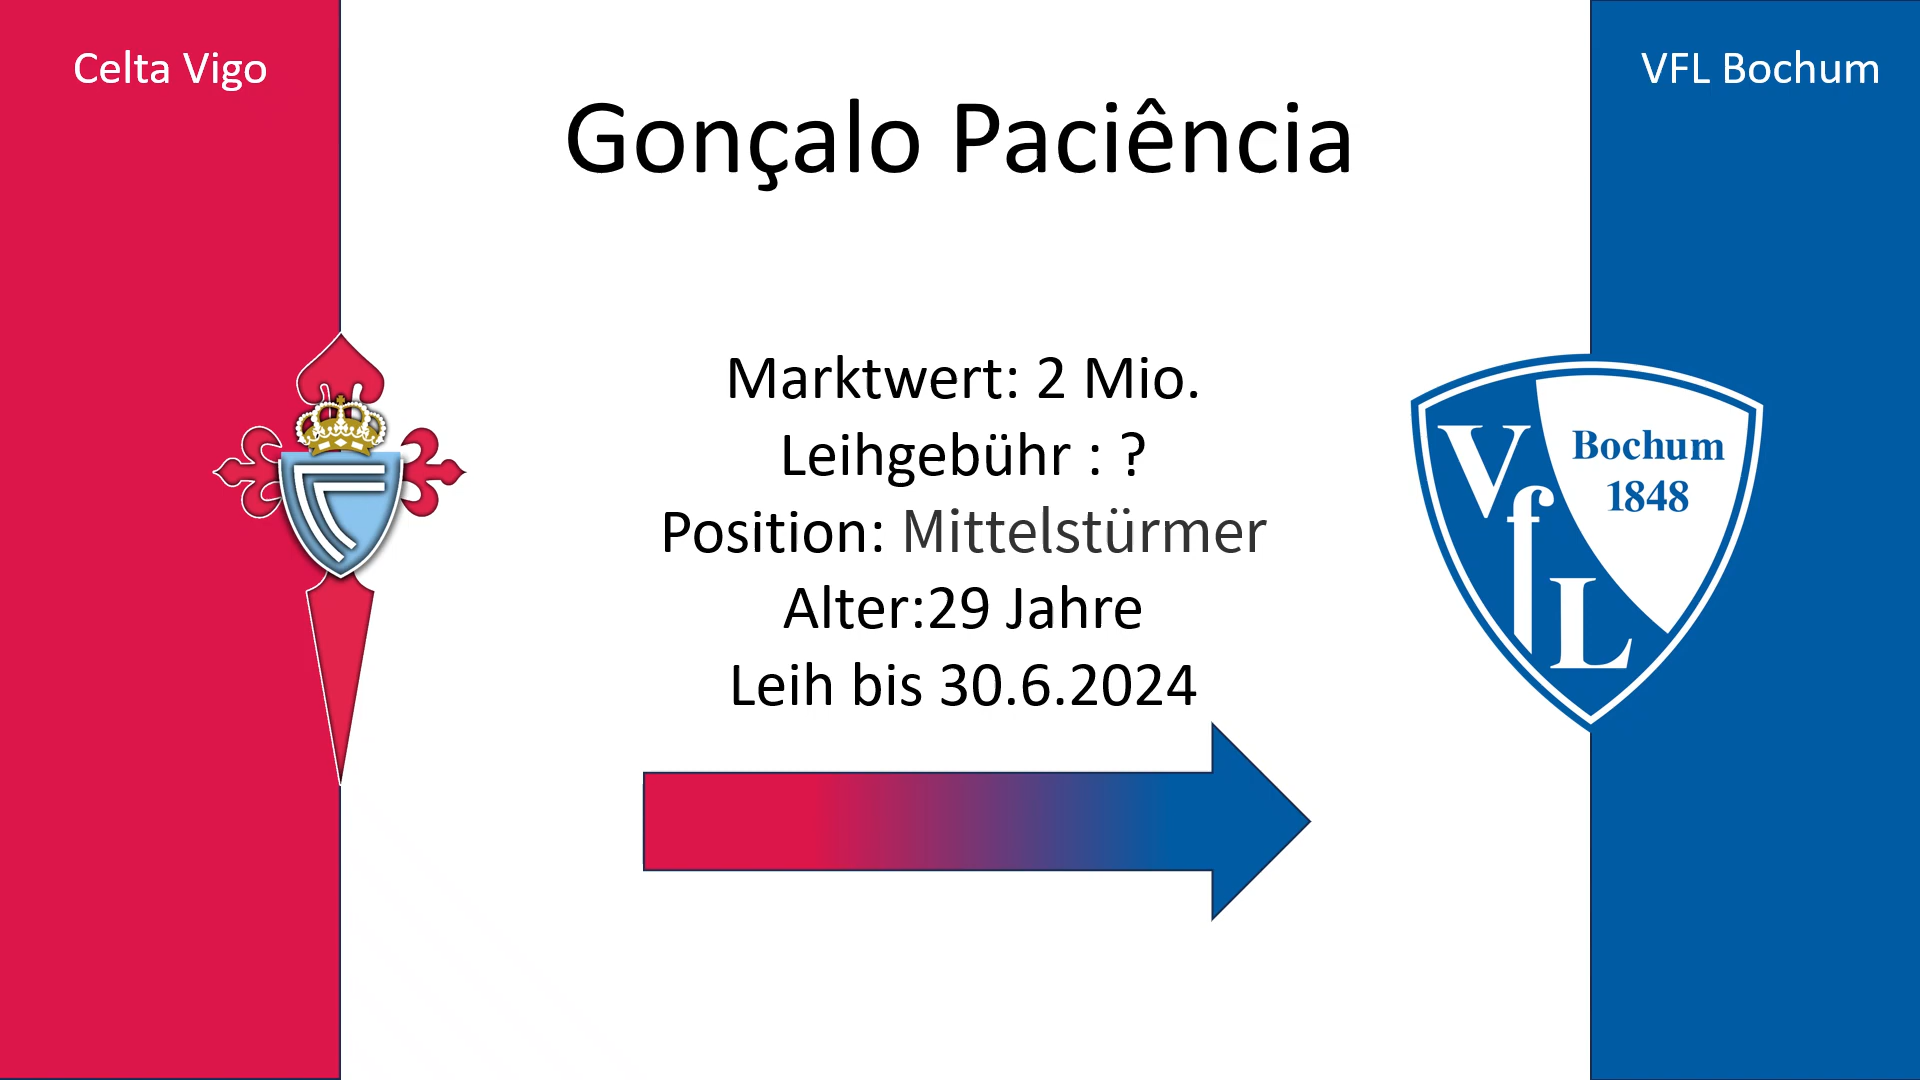 Celta Vigo
VFL Bochum
Gonçalo Paciência
Marktwert: 2 Mio.
Leihgebühr : ?
Position: Mittelstürmer
Alter:29 Jahre
Leih bis 30.6.2024
VfL
Bochum
1848